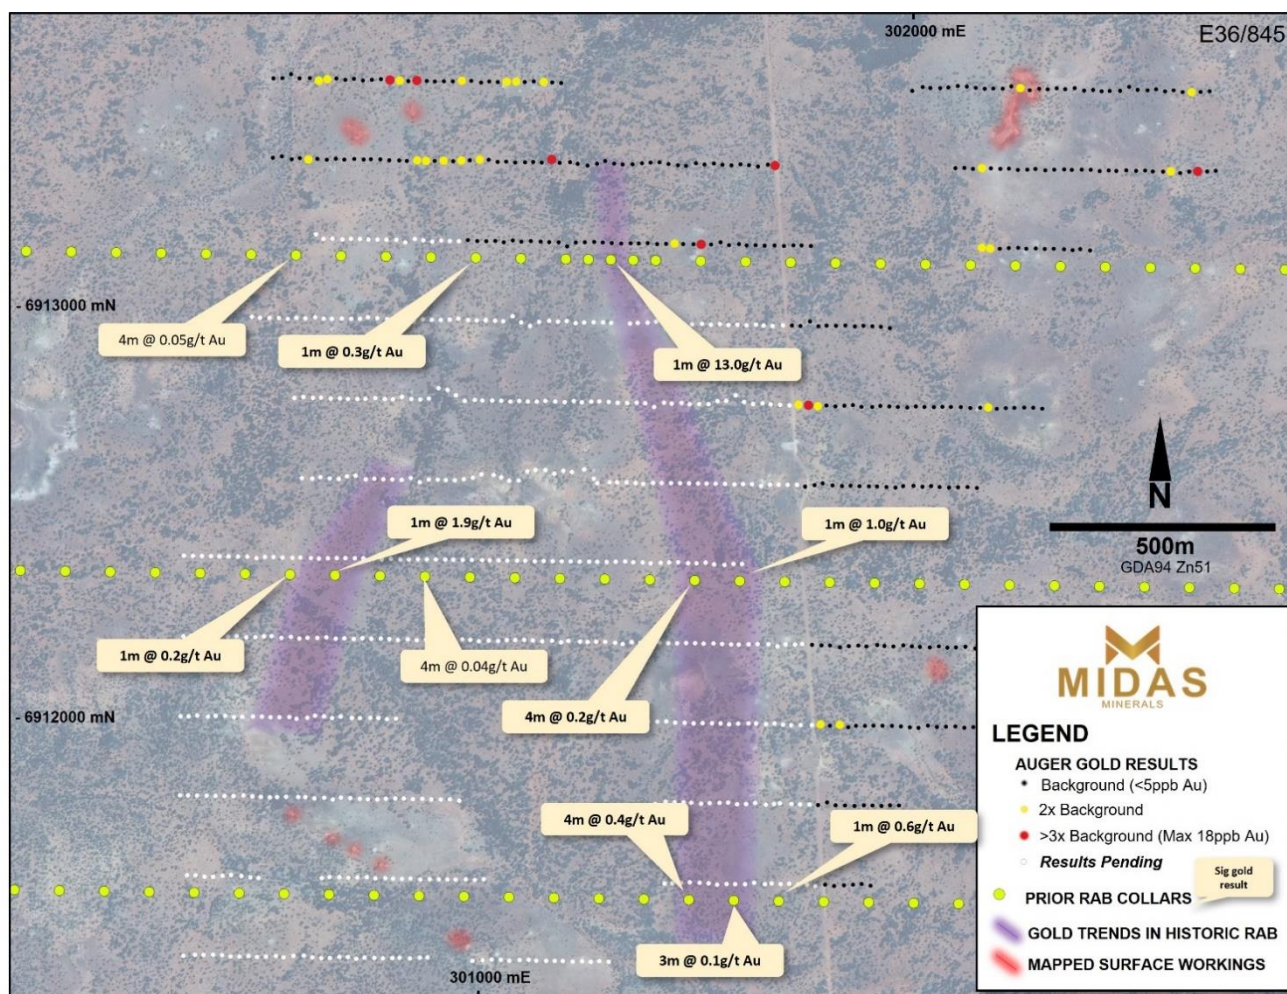 302000 mE
E36/845
- 6913000 mN
4m @ 0.05g/t Au
1m @ 0.3g/t Au
1m @ 13.0g/t Au
N
500m
GDA94 Zn51
1m @ 1.9g/t Au
1m @ 1.0g/t Au
1m @ 0.2g/t Au
4m @ 0.04g/t Au
4m @ 0.2g/t Au
- 6912000 mN
4m @ 0.4g/t Au
1m @ 0.6g/t Au
3m @ 0.1g/t Au
301000 mE
MIDAS
MINERALS
LEGEND
AUGER GOLD RESULTS
Background (<5ppb Au)
2x Background
>3x Background (Max 18ppb Au)
Results Pending
Sig gold
result
PRIOR RAB COLLARS
GOLD TRENDS IN HISTORIC RAB
MAPPED SURFACE WORKINGS